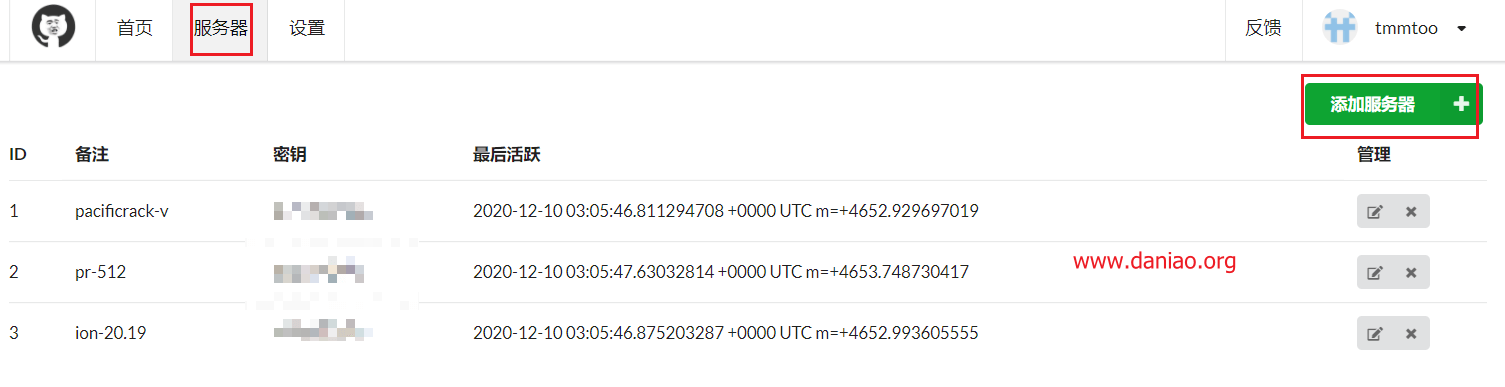 首页 服务器 设置 反馈 tmmtoo
添加服务器
ID 备注 密钥 最后活跃 管理
1 pacificrack-v 2020-12-10 03:05:46.811294708 +0000 UTC m=+4652.929697019
www.daniao.org
2 pr-512 2020-12-10 03:05:47.63032814 +0000 UTC m=+4653.748730417
3 ion-20.19 2020-12-10 03:05:46.875203287 +0000 UTC m=+4652.993605555